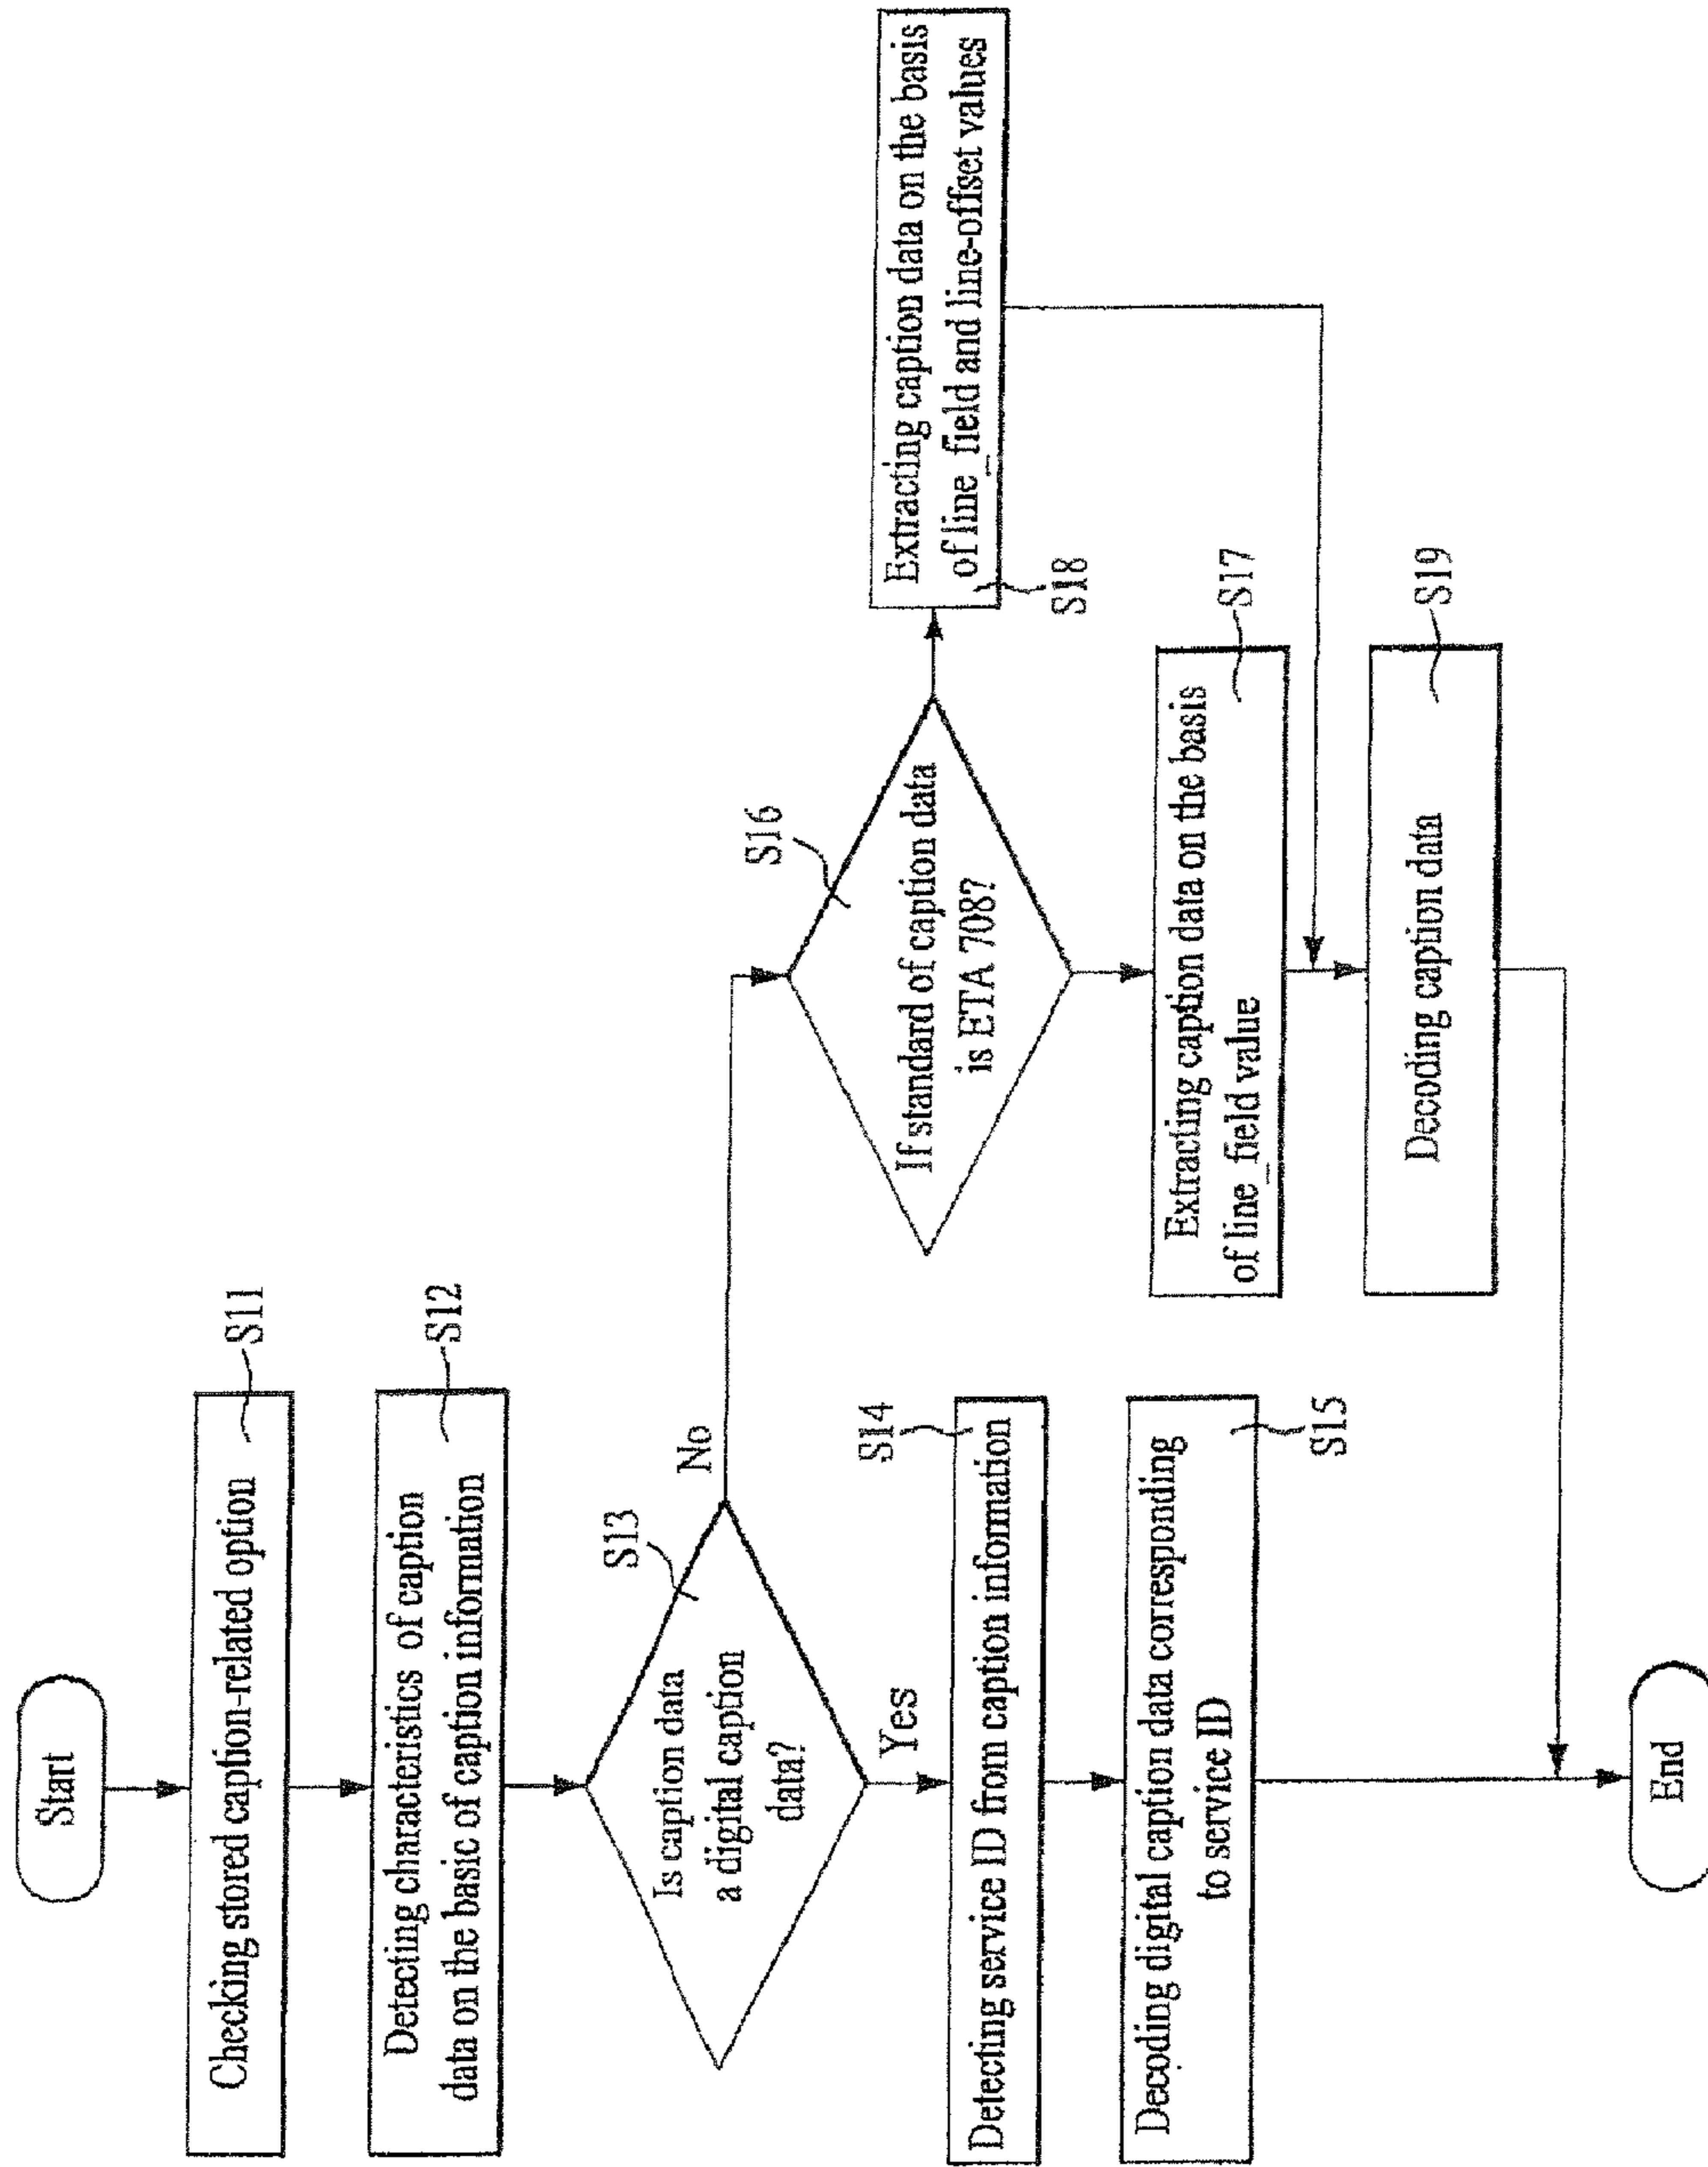 Start
Checking stored caption-related option
S11
Detecting characteristics of caption
data on the basic of caption information
S12
Is caption data
a digital caption
data?
S13
No
Yes
Detecting service ID from caption information
S14
Decoding digital caption data corresponding
to service ID
S15
If standard of caption data
is ETA 708?
S16
Extracting caption data on the basis
of line_field value
S17
Extracting caption data on the basis
of line_field and line-offset values
S18
Decoding caption data
S19
End